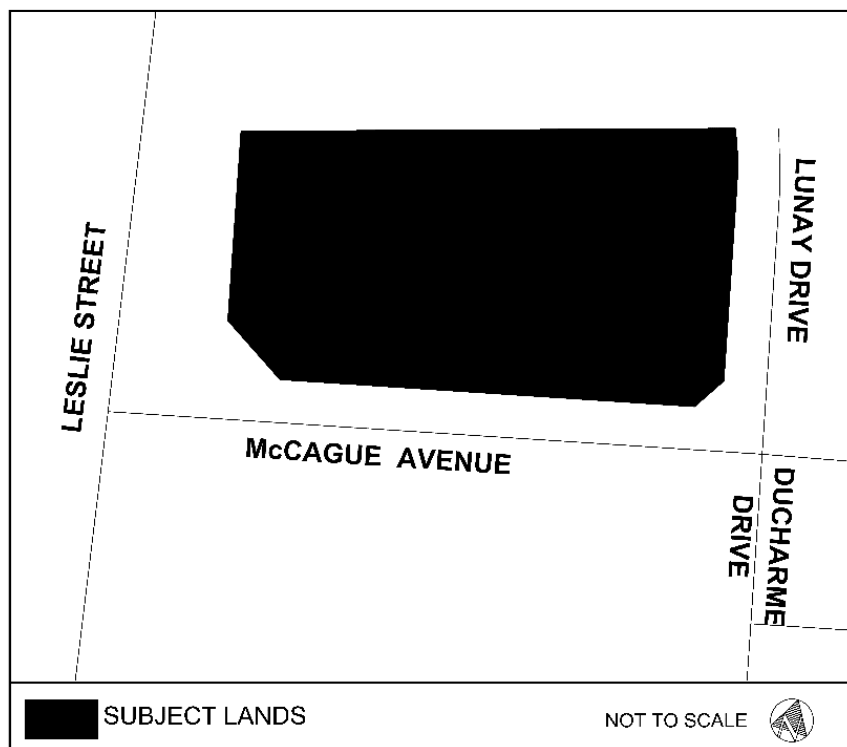 LESLIE STREET
LUNAY DRIVE
McCAGUE AVENUE
DUCHARME
DRIVE
SUBJECT LANDS
NOT TO SCALE